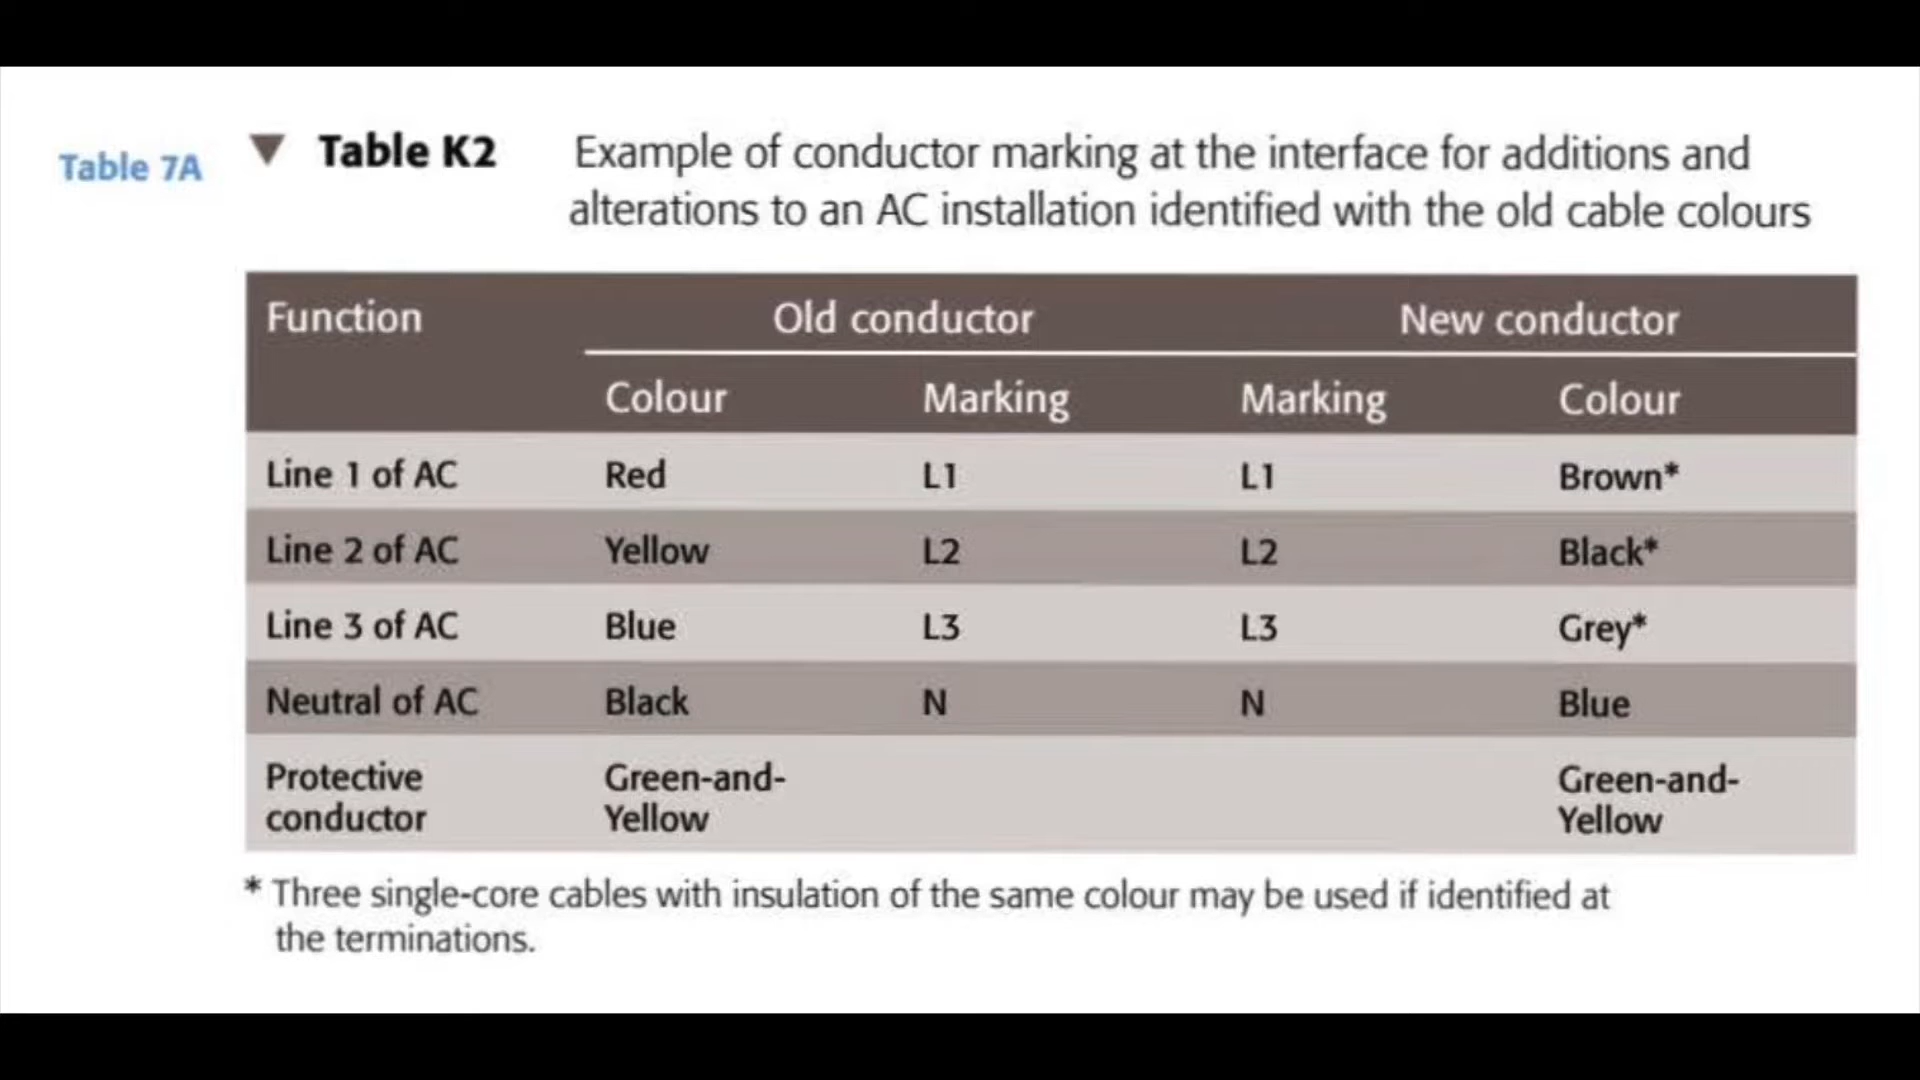 Table 7A ▼ Table K2 Example of conductor marking at the interface for additions and
alterations to an AC installation identified with the old cable colours
Function Old conductor New conductor
Colour Marking Marking Colour
Line 1 of AC Red L1 L1 Brown*
Line 2 of AC Yellow L2 L2 Black*
Line 3 of AC Blue L3 L3 Grey*
Neutral of AC Black N N Blue
Protective Green-and- Green-and-
conductor Yellow Yellow
* Three single-core cables with insulation of the same colour may be used if identified at
the terminations.